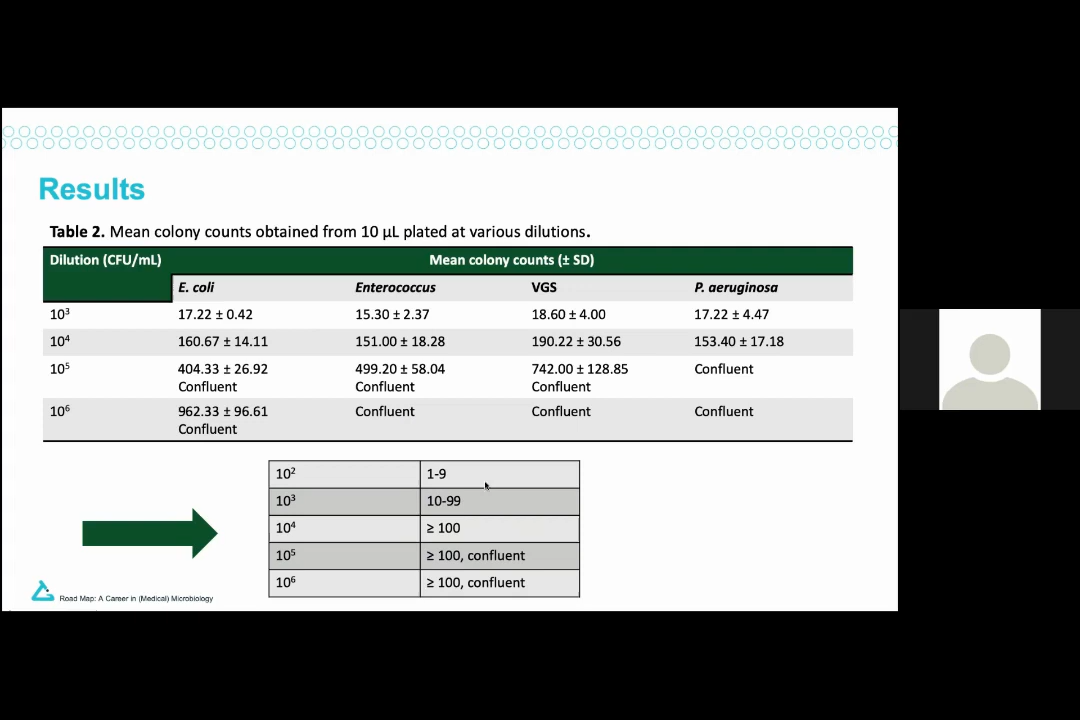 Results
Table 2. Mean colony counts obtained from 10 µL plated at various dilutions.
Dilution (CFU/mL) Mean colony counts (± SD)
E. coli Enterococcus VGS P. aeruginosa
10³ 17.22 ± 0.42 15.30 ± 2.37 18.60 ± 4.00 17.22 ± 4.47
10⁴ 160.67 ± 14.11 151.00 ± 18.28 190.22 ± 30.56 153.40 ± 17.18
10⁵ 404.33 ± 26.92 499.20 ± 58.04 742.00 ± 128.85 Confluent
Confluent Confluent Confluent
10⁶ 962.33 ± 96.61 Confluent Confluent Confluent
Confluent
10² 1-9
10³ 10-99
10⁴ ≥ 100
10⁵ ≥ 100, confluent
10⁶ ≥ 100, confluent
Road Map: A Career in (Medical) Microbiology